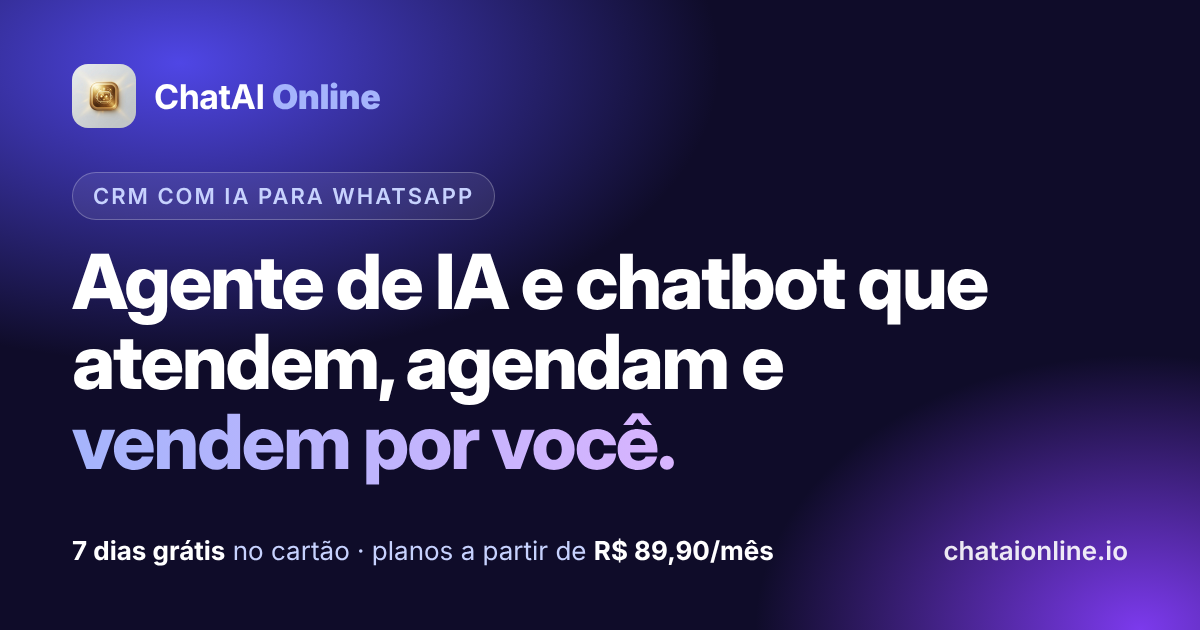 ChatAI Online
CRM COM IA PARA WHATSAPP
Agente de IA e chatbot que
atendem, agendam e
vendem por você.
7 dias grátis no cartão · planos a partir de R$ 89,90/mês
chataionline.io